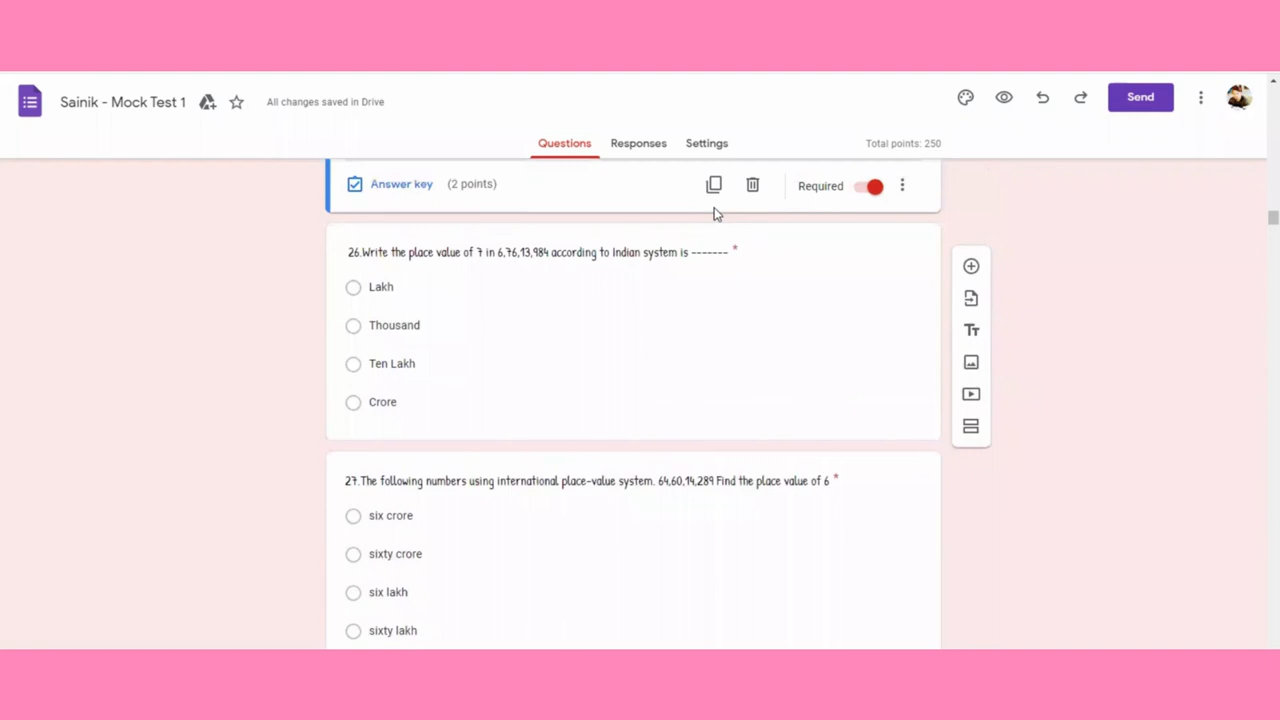 Sainik - Mock Test 1
All changes saved in Drive
Send
Questions
Responses
Settings
Total points: 250
Answer key
(2 points)
Required
26.Write the place value of 7 in 6,76,13,984 according to Indian system is ------- *
Lakh
Thousand
Ten Lakh
Crore
27.The following numbers using international place-value system. 64,60,14,289 Find the place value of 6 *
six crore
sixty crore
six lakh
sixty lakh
Tт